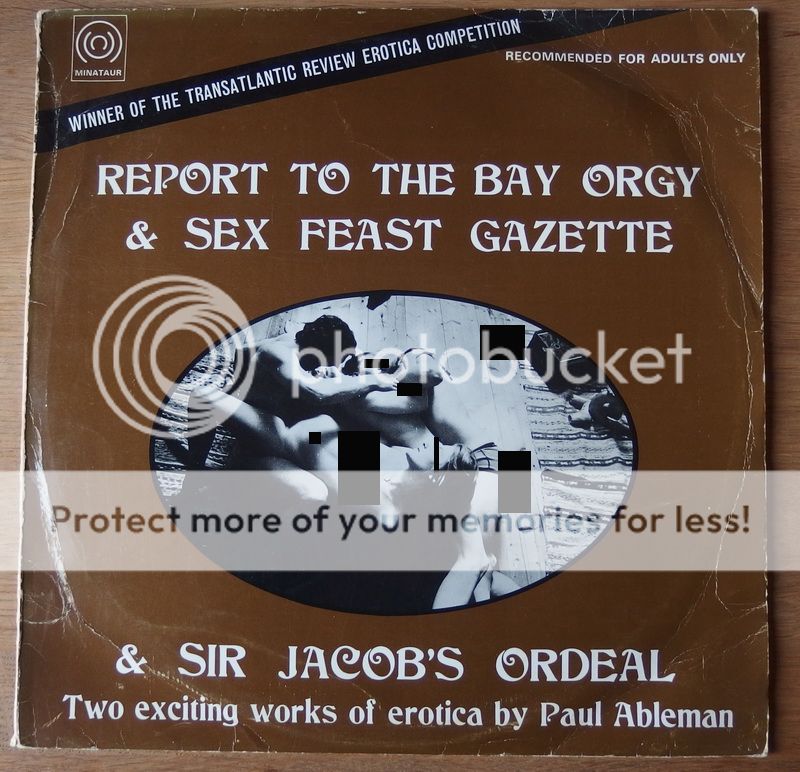 MINATAUR
WINNER OF THE TRANSATLANTIC REVIEW EROTICA COMPETITION
RECOMMENDED FOR ADULTS ONLY
REPORT TO THE BAY ORGY
& SEX FEAST GAZETTE
photobucket
Protect more of your memories for less!
& SIR JACOB'S ORDEAL
Two exciting works of erotica by Paul Ableman